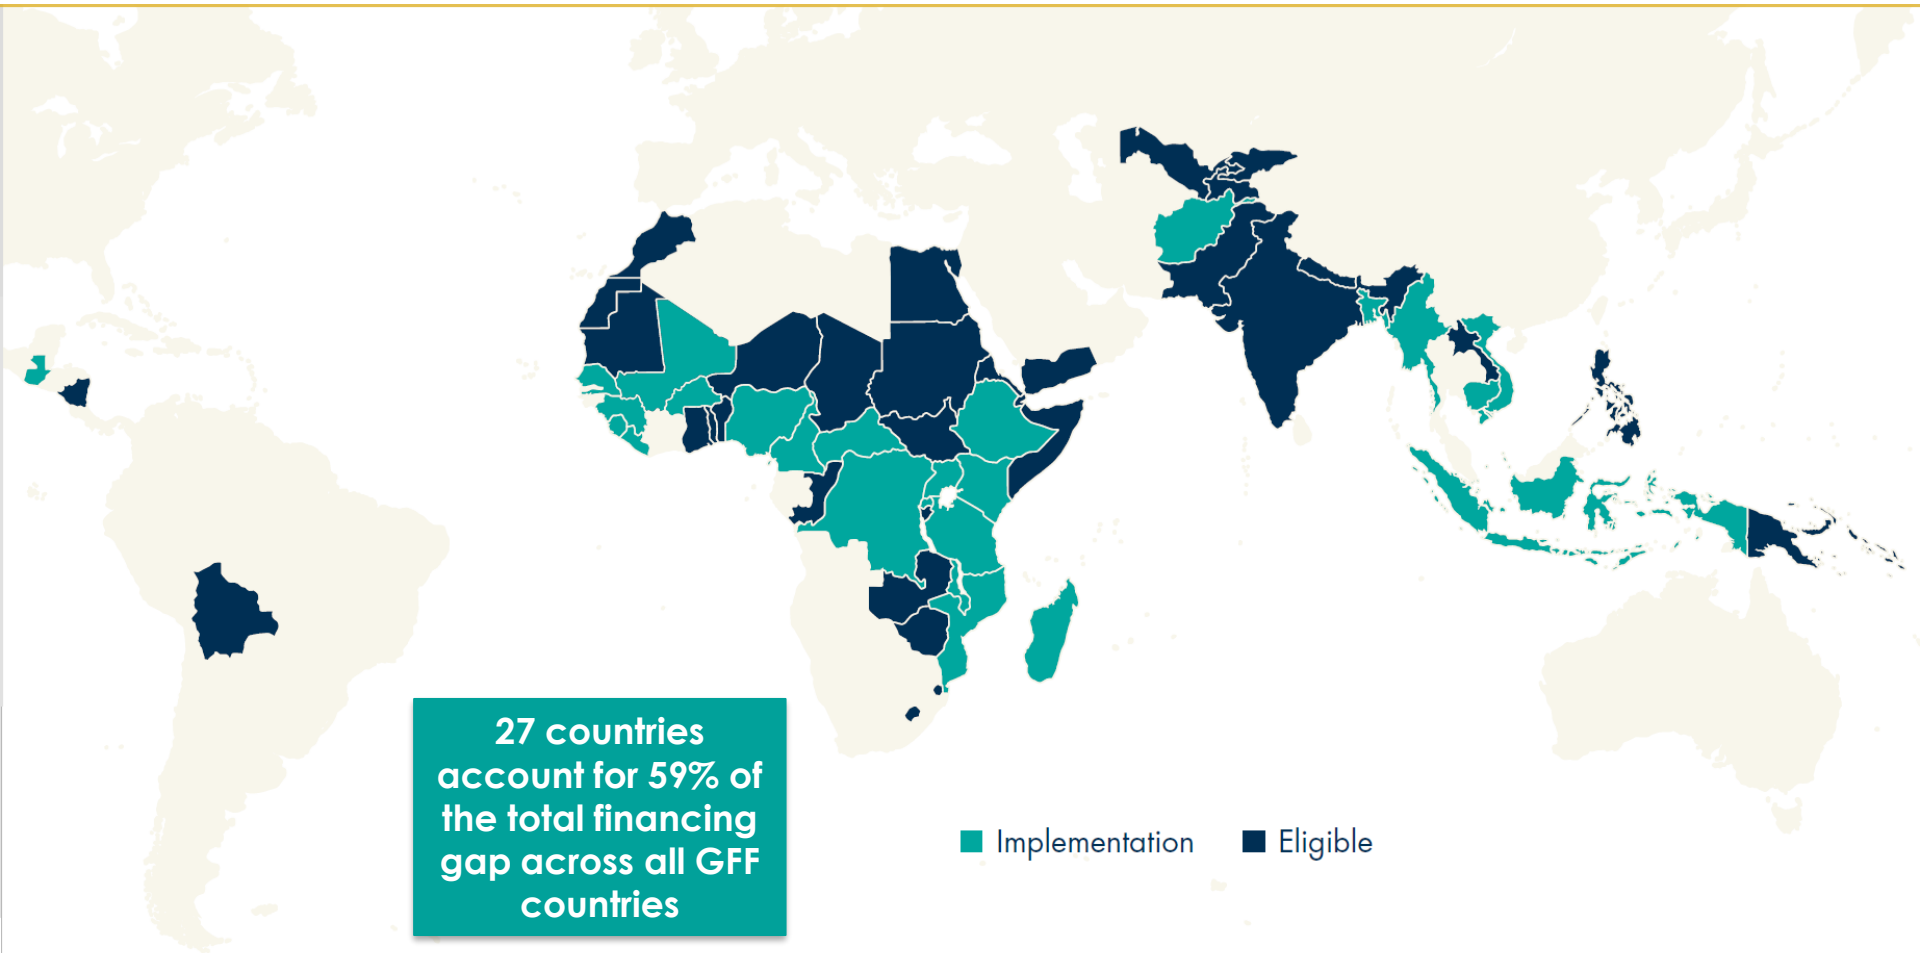 27 countries
account for 59% of
the total financing
gap across all GFF
countries
Implementation
Eligible